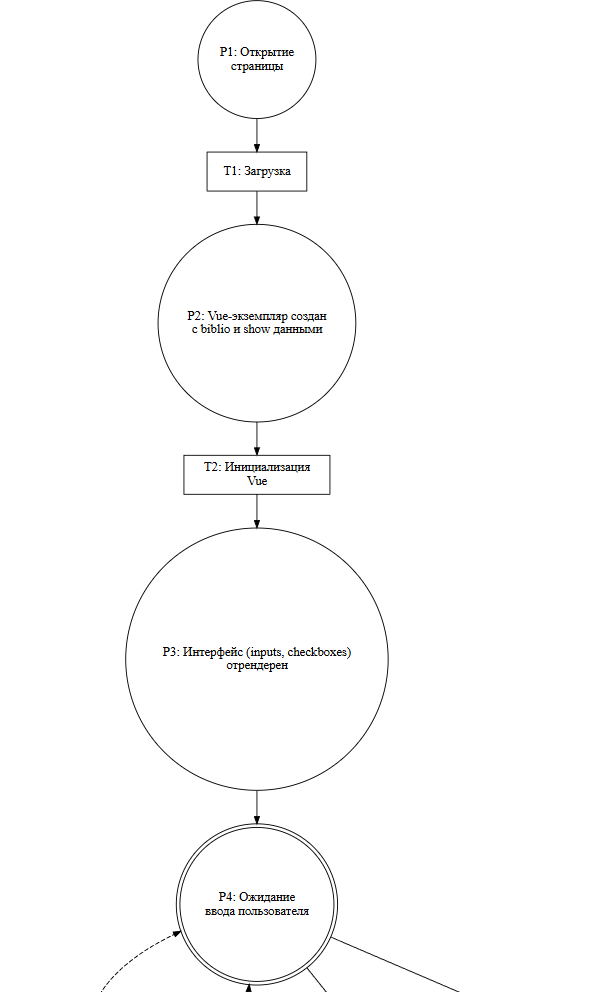 P1: Открытие
страницы
T1: Загрузка
P2: Vue-экземпляр создан
с biblio и show данными
T2: Инициализация
Vue
P3: Интерфейс (inputs, checkboxes)
отрендерен
P4: Ожидание
ввода пользователя